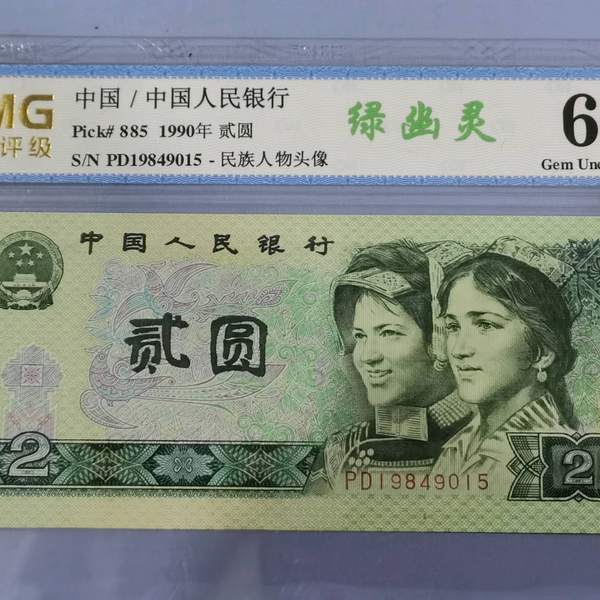 MG
评级
中国 / 中国人民银行
Pick# 885 1990年 贰圆
S/N PD19849015 - 民族人物头像
绿幽灵
6
Gem Unc
中国人民银行
贰圆
2
PD19849015
2